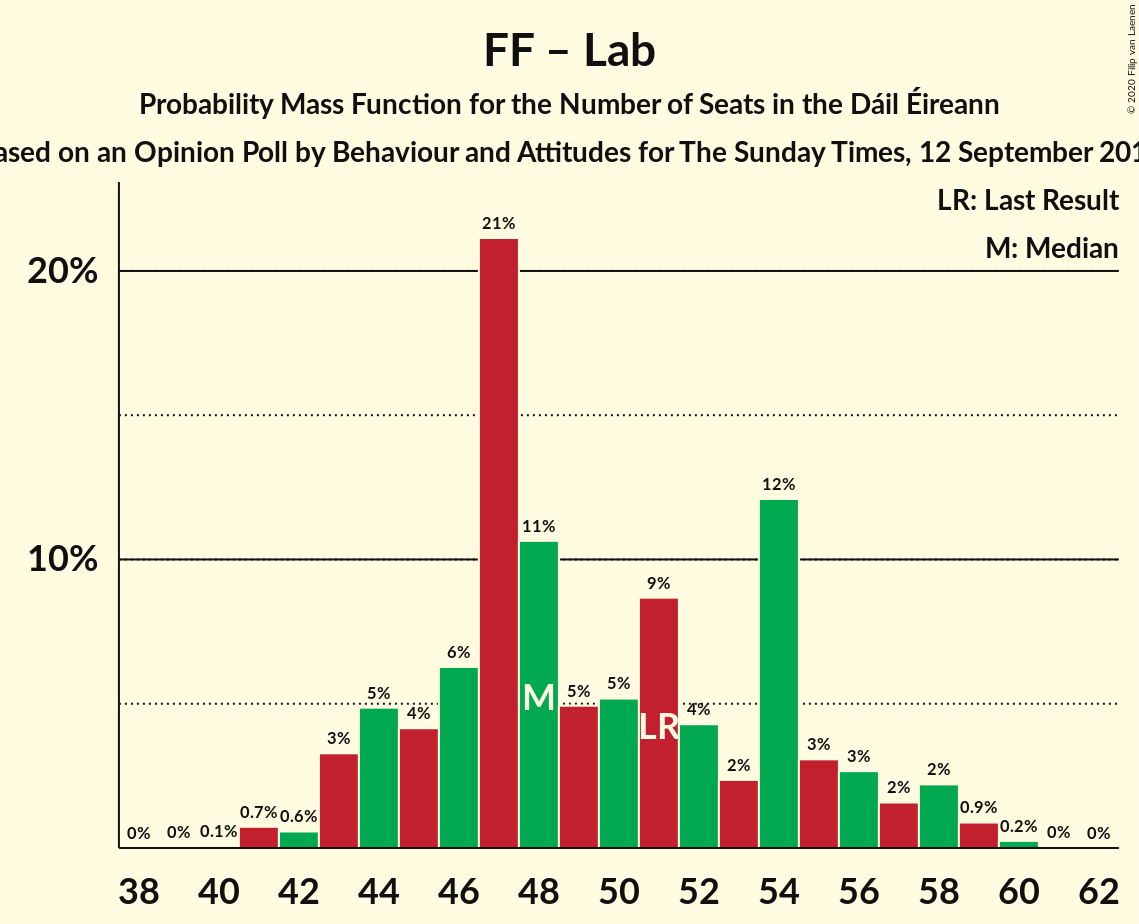 FF – Lab
Probability Mass Function for the Number of Seats in the Dáil Éireann
ased on an Opinion Poll by Behaviour and Attitudes for The Sunday Times, 12 September 201
© 2020 Filip van Laenen
LR: Last Result
M: Median
20%
10%
0% 0% 0.1% 0.7% 0.6% 3% 5% 4% 6% 21% 11% 5% 5% 9% 4% 2% 12% 3% 3% 2% 2% 0.9% 0.2% 0% 0%
M
LR
38 40 42 44 46 48 50 52 54 56 58 60 62